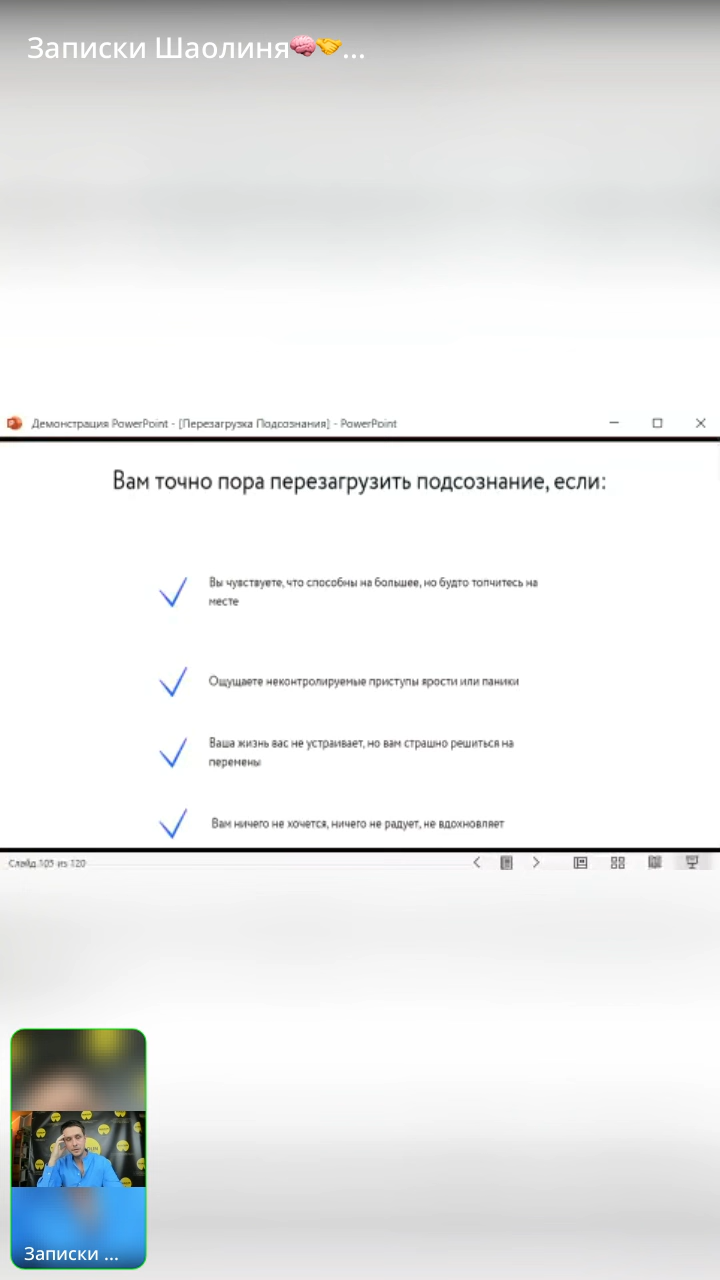 Записки Шаолиня🧠🤝...
Демонстрация PowerPoint - [Перезагрузка Подсознания] - PowerPoint
Вам точно пора перезагрузить подсознание, если:
Вы чувствуете, что способны на большее, но будто топчитесь на
месте
Ощущаете неконтролируемые приступы ярости или паники
Ваша жизнь вас не устраивает, но вам страшно решиться на
перемены
Вам ничего не хочется, ничего не радует, не вдохновляет
Слайд 105 из 120
Записки ...